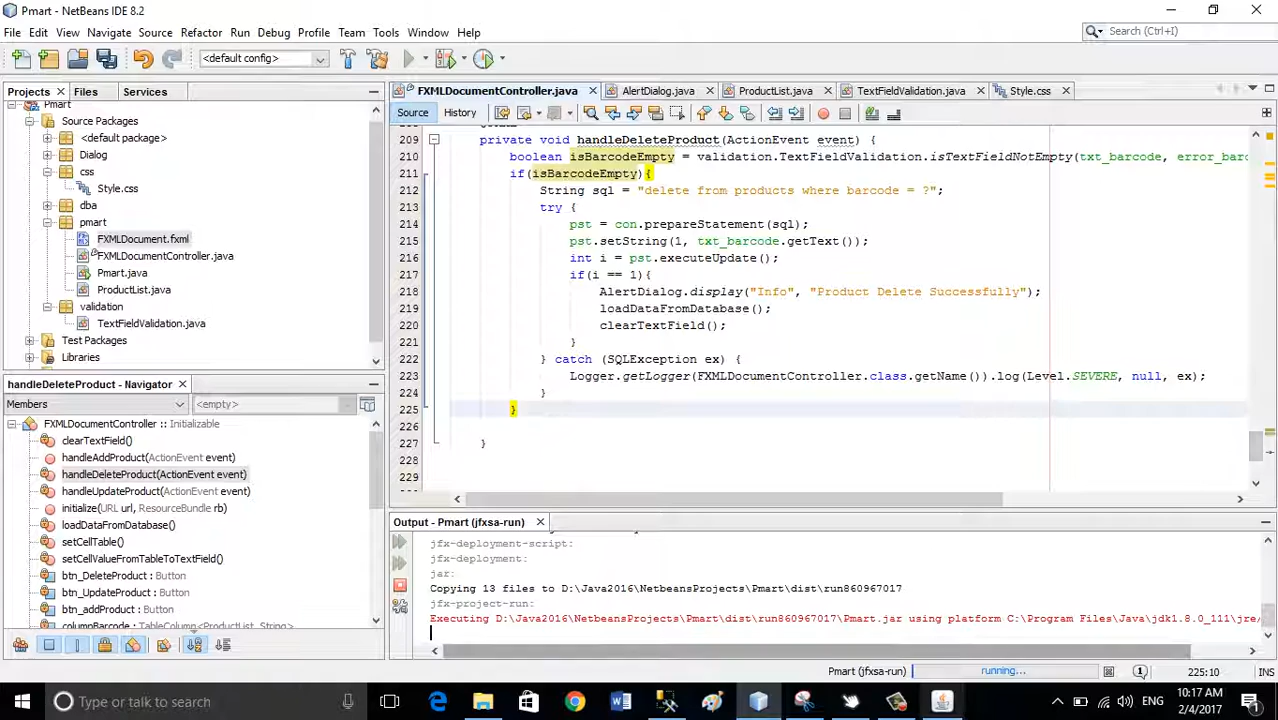 Pmart - NetBeans IDE 8.2
File Edit View Navigate Source Refactor Run Debug Profile Team Tools Window Help
Search (Ctrl+I)
<default config>
Projects Files Services
Pmart
Source Packages
<default package>
Dialog
css
Style.css
dba
pmart
FXMLDocument.fxml
FXMLDocumentController.java
Pmart.java
ProductList.java
validation
TextFieldValidation.java
Test Packages
Libraries
FXMLDocumentController.java AlertDialog.java ProductList.java TextFieldValidation.java Style.css
Source History
209 private void handleDeleteProduct(ActionEvent event) {
210 boolean isBarcodeEmpty = validation.TextFieldValidation.isTextFieldNotEmpty(txt_barcode, error_barc
211 if(isBarcodeEmpty){
212 String sql = "delete from products where barcode = ?";
213 try {
214 pst = con.prepareStatement(sql);
215 pst.setString(1, txt_barcode.getText());
216 int i = pst.executeUpdate();
217 if(i == 1){
218 AlertDialog.display("Info", "Product Delete Successfully");
219 loadDataFromDatabase();
220 clearTextField();
221 }
222 } catch (SQLException ex) {
223 Logger.getLogger(FXMLDocumentController.class.getName()).log(Level.SEVERE, null, ex);
224 }
225 }
226
227 }
228
229
handleDeleteProduct - Navigator
Members <empty>
FXMLDocumentController :: Initializable
clearTextField()
handleAddProduct(ActionEvent event)
handleDeleteProduct(ActionEvent event)
handleUpdateProduct(ActionEvent event)
initialize(URL url, ResourceBundle rb)
loadDataFromDatabase()
setCellTable()
setCellValueFromTableToTextField()
btn_DeleteProduct : Button
btn_UpdateProduct : Button
btn_addProduct : Button
columnBarcode : TableColumn<ProductList, String>
Output - Pmart (jfxsa-run)
jfx-deployment-script:
jfx-deployment:
jar:
Copying 13 files to D:\Java2016\NetbeansProjects\Pmart\dist\run860967017
jfx-project-run:
Executing D:\Java2016\NetbeansProjects\Pmart\dist\run860967017\Pmart.jar using platform C:\Program Files\Java\jdk1.8.0_111\jre/
Pmart (jfxsa-run) running... 1 225:10 INS
Type or talk to search
ENG
10:17 AM
2/4/2017